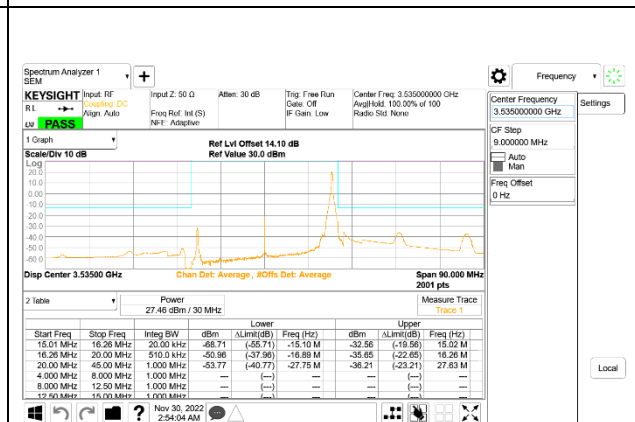 Spectrum Analyzer 1
SEM
+
Frequency
KEYSIGHT Input: RF Input Z: 50 Ω Atten: 30 dB Trig: Free Run Center Freq: 3.535000000 GHz
R L Coupling: DC Gate: Off Avg|Hold: 100.00% of 100
Align: Auto Freq Ref: Int (S) IF Gain: Low Radio Std: None
PASS NFE: Adaptive
Center Frequency
3.535000000 GHz
Settings
CF Step
9.000000 MHz
Auto
Man
Freq Offset
0 Hz
1 Graph
Ref Lvl Offset 14.10 dB
Scale/Div 10 dB Ref Value 30.0 dBm
Log
20.0
10.0
0.00
-10.0
-20.0
-30.0
-40.0
-50.0
-60.0
Disp Center 3.53500 GHz Chan Det: Average , #Offs Det: Average Span 90.000 MHz
2001 pts
2 Table Power Measure Trace
27.46 dBm / 30 MHz Trace 1
Lower Upper
Start Freq Stop Freq Integ BW dBm ΔLimit(dB) Freq (Hz) dBm ΔLimit(dB) Freq (Hz)
15.01 MHz 16.26 MHz 20.00 kHz -68.71 (-55.71) -15.10 M -32.56 (-19.56) 15.02 M
16.26 MHz 20.00 MHz 510.0 kHz -50.96 (-37.96) -16.89 M -35.65 (-22.65) 16.26 M
20.00 MHz 45.00 MHz 1.000 MHz -53.77 (-40.77) -27.75 M -36.21 (-23.21) 27.63 M
4.000 MHz 8.000 MHz 1.000 MHz --- (---) --- --- (---) ---
8.000 MHz 12.50 MHz 1.000 MHz --- (---) --- --- (---) ---
12.50 MHz 15.00 MHz 1.000 MHz --- (---) --- --- (---) ---
Local
? Nov 30, 2022
2:54:04 AM